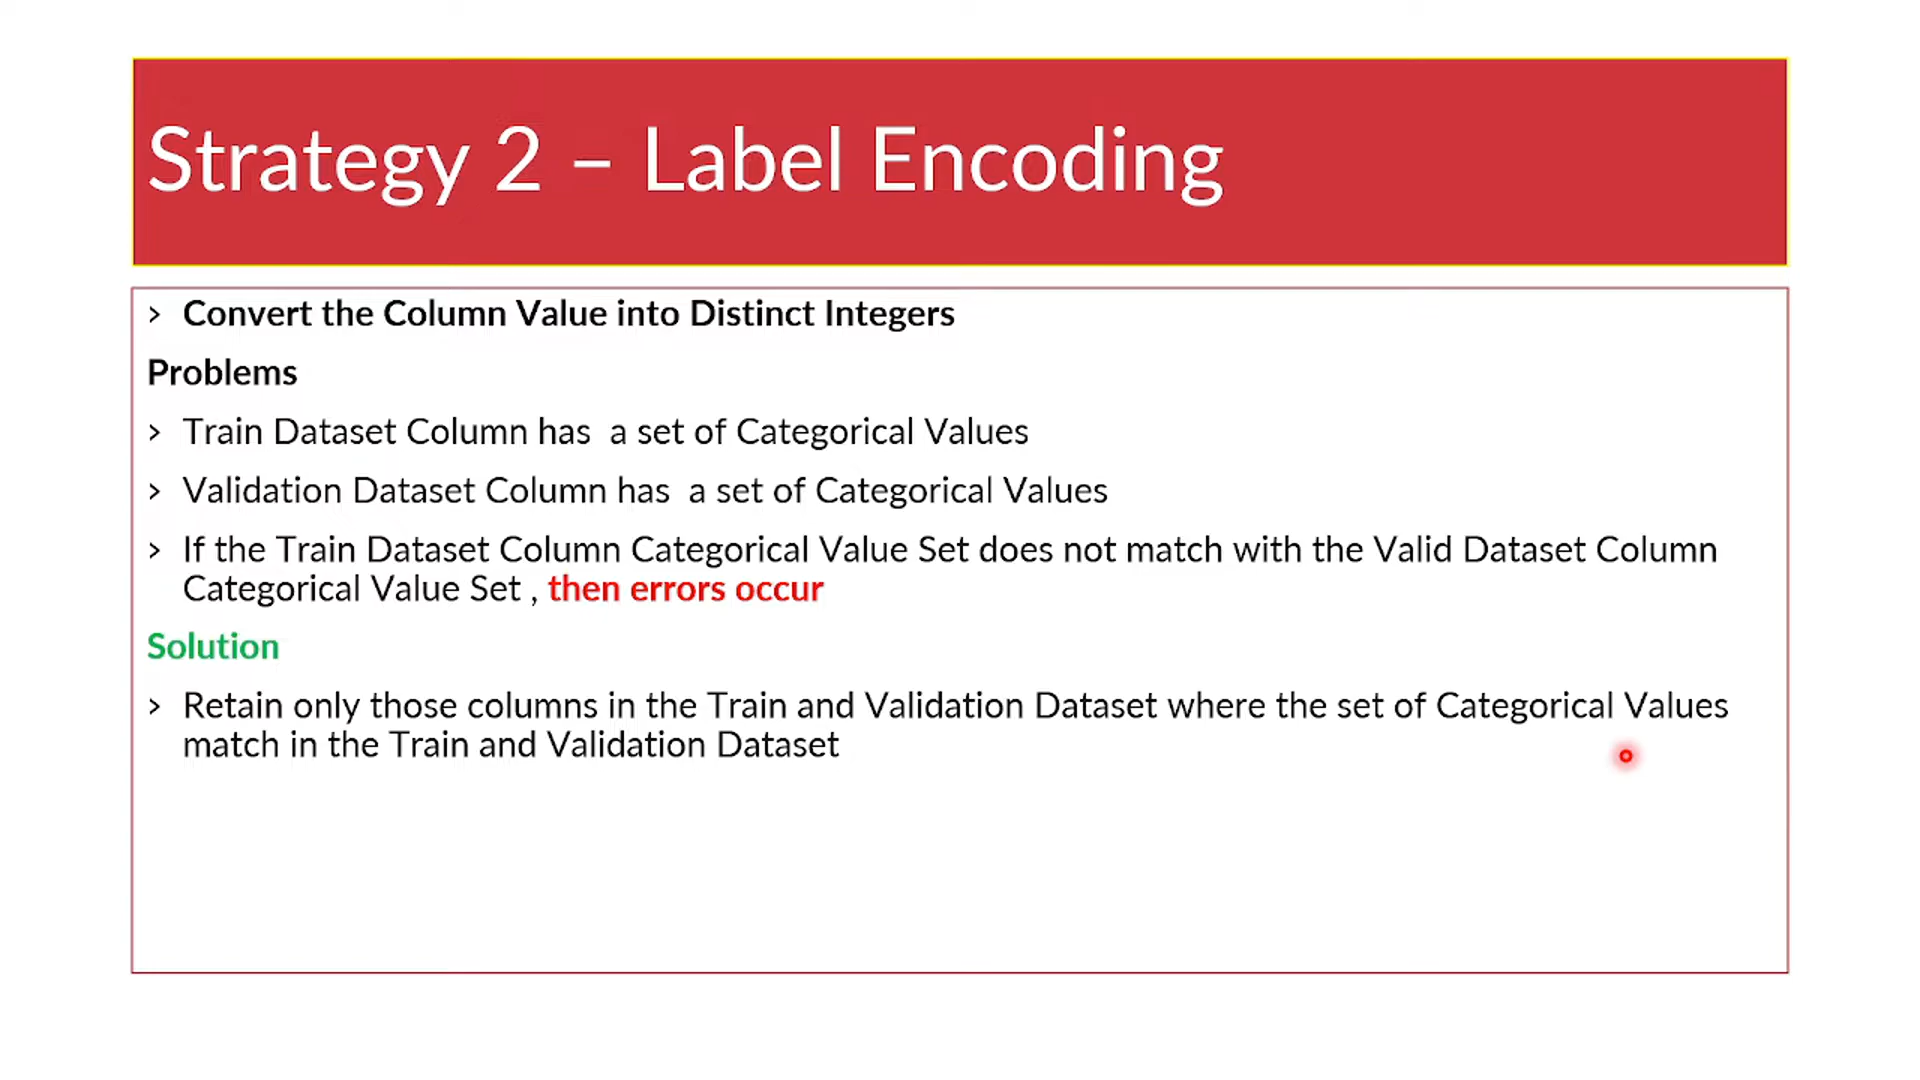 Strategy 2 – Label Encoding
› Convert the Column Value into Distinct Integers
Problems
› Train Dataset Column has  a set of Categorical Values
› Validation Dataset Column has  a set of Categorical Values
› If the Train Dataset Column Categorical Value Set does not match with the Valid Dataset Column
Categorical Value Set , then errors occur
Solution
› Retain only those columns in the Train and Validation Dataset where the set of Categorical Values
match in the Train and Validation Dataset